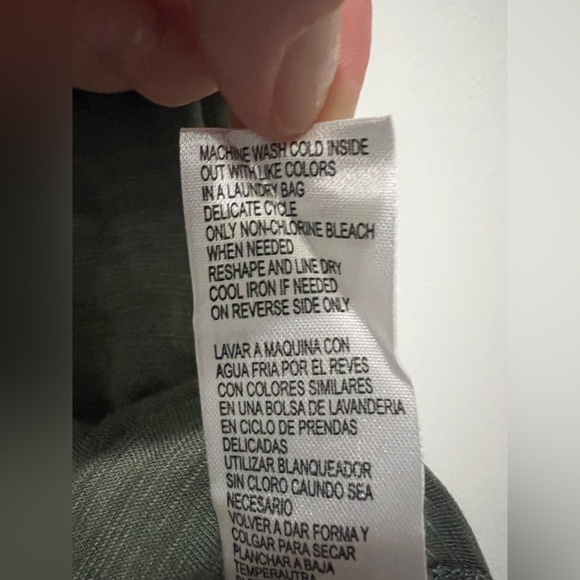 MACHINE WASH COLD INSIDE
OUT WITH LIKE COLORS
IN A LAUNDRY BAG
DELICATE CYCLE
ONLY NON-CHLORINE BLEACH
WHEN NEEDED
RESHAPE AND LINE DRY
COOL IRON IF NEEDED
ON REVERSE SIDE ONLY
LAVAR A MAQUINA CON
AGUA FRIA POR EL REVES
CON COLORES SIMILARES
EN UNA BOLSA DE LAVANDERIA
EN CICLO DE PRENDAS
DELICADAS
UTILIZAR BLANQUEADOR
SIN CLORO CAUNDO SEA
NECESARIO
VOLVER A DAR FORMA Y
COLGAR PARA SECAR
PLANCHAR A BAJA
TEMPERAUTRA